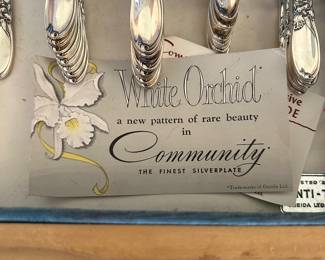 White Orchid*
a new pattern of rare beauty
in
Community*
THE FINEST SILVERPLATE
*Trademarks of Oneida Ltd.